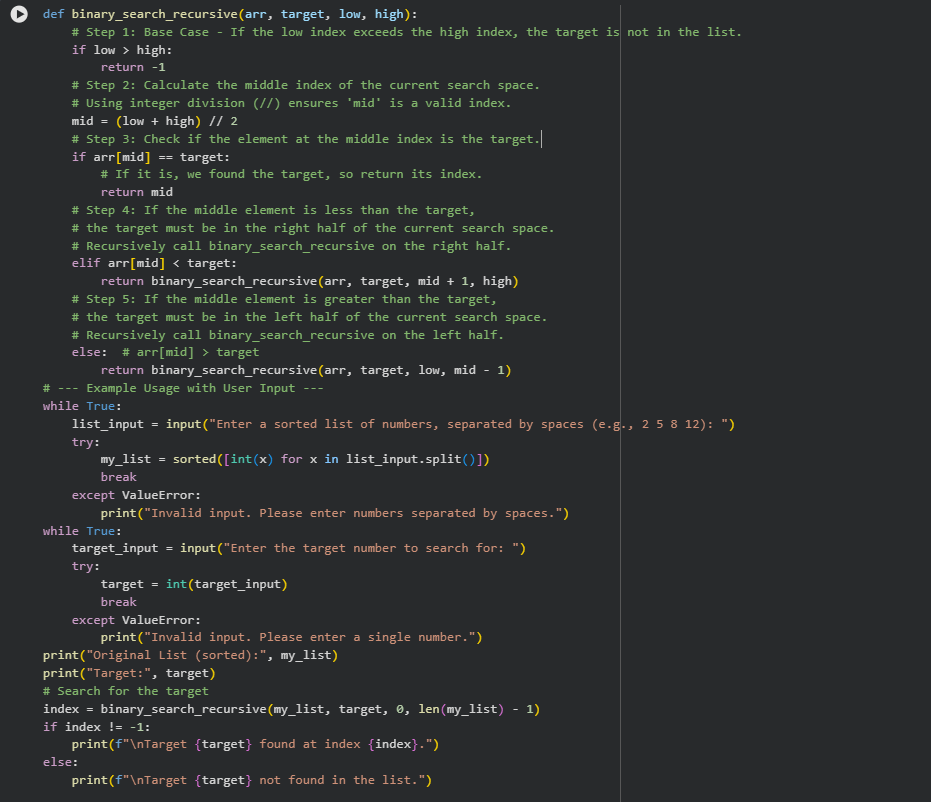 def binary_search_recursive(arr, target, low, high):
    # Step 1: Base Case - If the low index exceeds the high index, the target is not in the list.
    if low > high:
        return -1
    # Step 2: Calculate the middle index of the current search space.
    # Using integer division (//) ensures 'mid' is a valid index.
    mid = (low + high) // 2
    # Step 3: Check if the element at the middle index is the target.
    if arr[mid] == target:
        # If it is, we found the target, so return its index.
        return mid
    # Step 4: If the middle element is less than the target,
    # the target must be in the right half of the current search space.
    # Recursively call binary_search_recursive on the right half.
    elif arr[mid] < target:
        return binary_search_recursive(arr, target, mid + 1, high)
    # Step 5: If the middle element is greater than the target,
    # the target must be in the left half of the current search space.
    # Recursively call binary_search_recursive on the left half.
    else:  # arr[mid] > target
        return binary_search_recursive(arr, target, low, mid - 1)
# --- Example Usage with User Input ---
while True:
    list_input = input("Enter a sorted list of numbers, separated by spaces (e.g., 2 5 8 12): ")
    try:
        my_list = sorted([int(x) for x in list_input.split()])
        break
    except ValueError:
        print("Invalid input. Please enter numbers separated by spaces.")
while True:
    target_input = input("Enter the target number to search for: ")
    try:
        target = int(target_input)
        break
    except ValueError:
        print("Invalid input. Please enter a single number.")
print("Original List (sorted):", my_list)
print("Target:", target)
# Search for the target
index = binary_search_recursive(my_list, target, 0, len(my_list) - 1)
if index != -1:
    print(f"\nTarget {target} found at index {index}.")
else:
    print(f"\nTarget {target} not found in the list.")